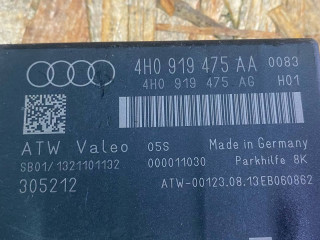 4H0 919 475 AA 0083
4H0 919 475 AG H01
ATW Valeo 05S Made in Germany
SB01/1321101132 000011030 Parkhilfe 8K
305212 ATW-00123.08.13EB060862